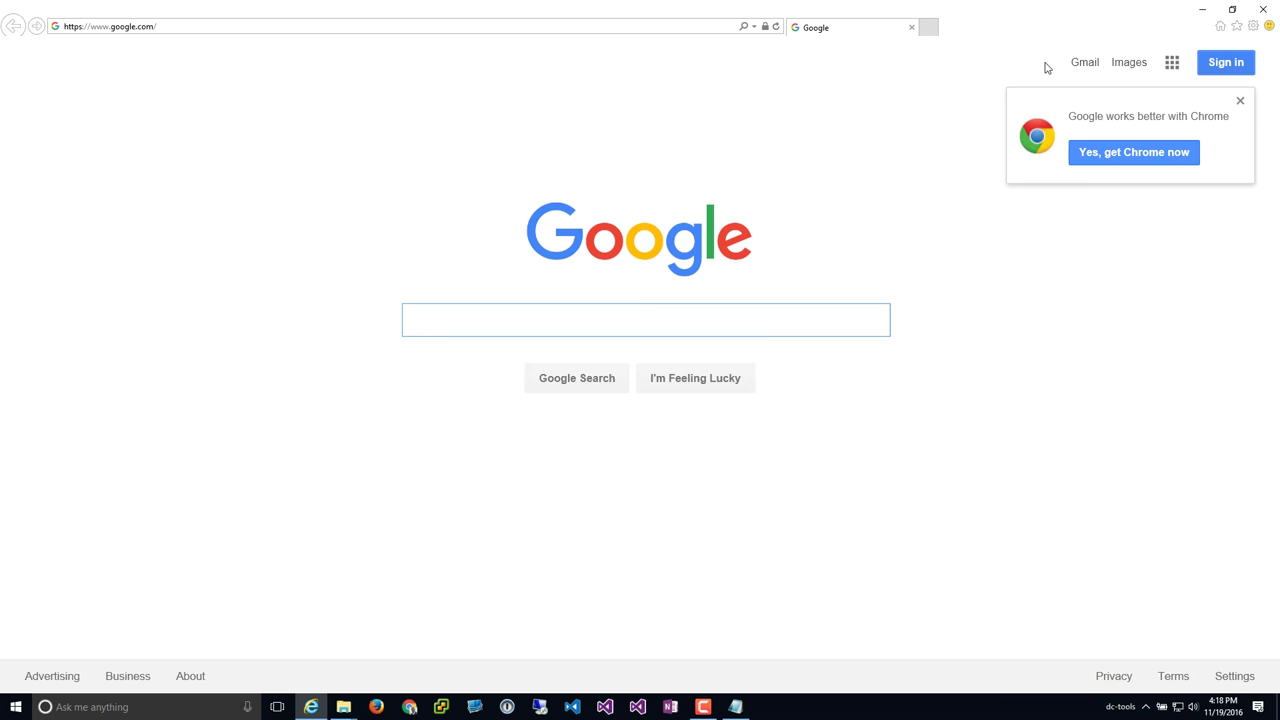 https://www.google.com/
Google
Gmail
Images
Sign in
Google works better with Chrome
Yes, get Chrome now
Google
Google Search
I'm Feeling Lucky
Advertising
Business
About
Privacy
Terms
Settings
Ask me anything
dc-tools
4:18 PM
11/19/2016